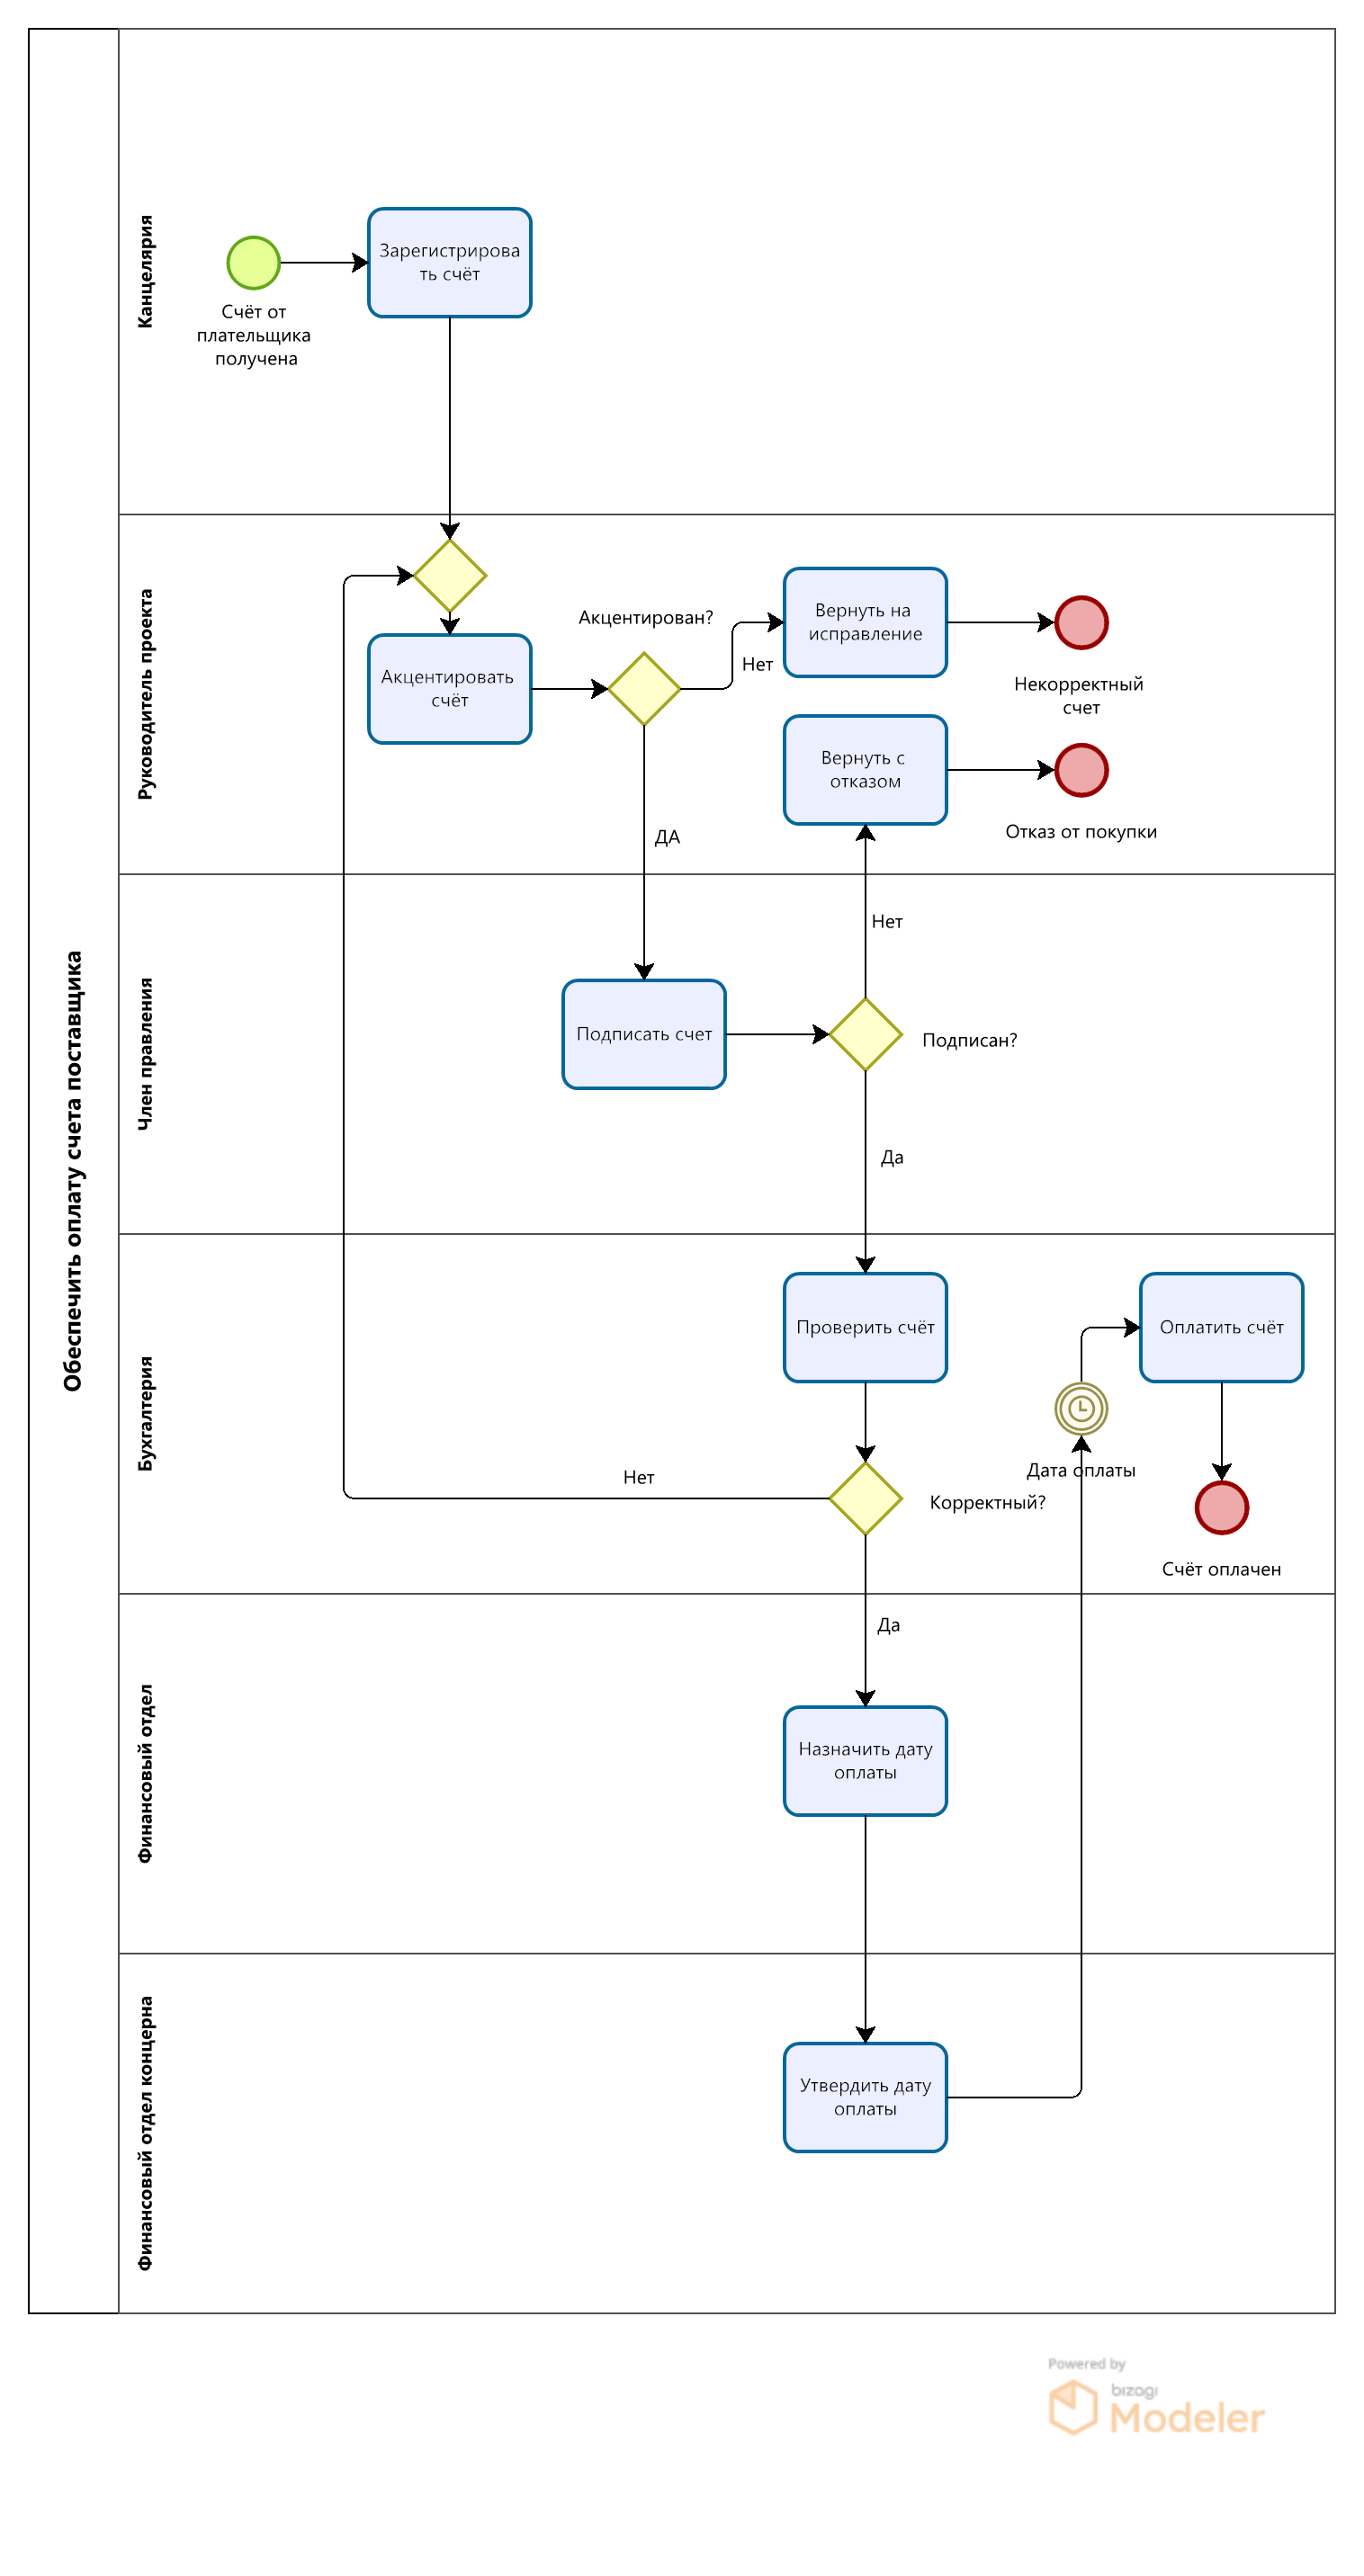 Обеспечить оплату счета поставщика
Канцелярия
Счёт от
плательщика
получена
Зарегистрирова
ть счёт
Руководитель проекта
Акцентировать
счёт
Акцентирован?
Нет
ДА
Вернуть на
исправление
Некорректный
счет
Вернуть с
отказом
Отказ от покупки
Член правления
Нет
Подписать счет
Подписан?
Да
Бухгалтерия
Проверить счёт
Оплатить счёт
Дата оплаты
Нет
Корректный?
Счёт оплачен
Финансовый отдел
Да
Назначить дату
оплаты
Финансовый отдел концерна
Утвердить дату
оплаты
Powered by
bizagi
Modeler